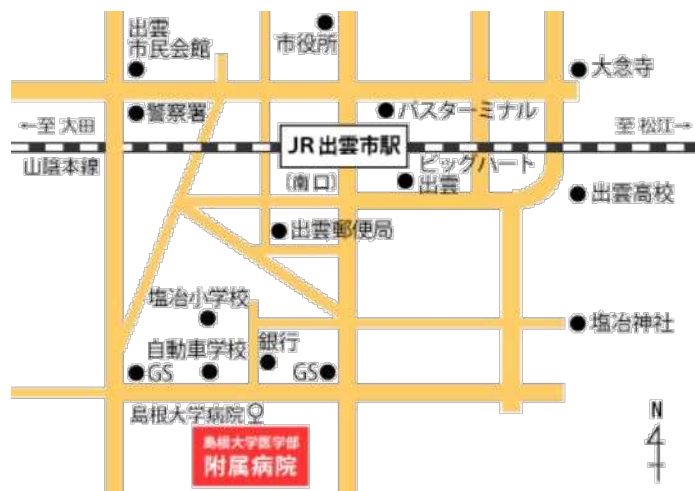 出雲
市民会館
市役所
大念寺
警察署
バスターミナル
←至 大田
JR 出雲市駅
至 松江→
山陰本線
(南口)
ビッグハート
出雲
出雲高校
出雲郵便局
塩冶小学校
塩冶神社
自動車学校
銀行
GS
GS
島根大学病院
島根大学医学部
附属病院
N